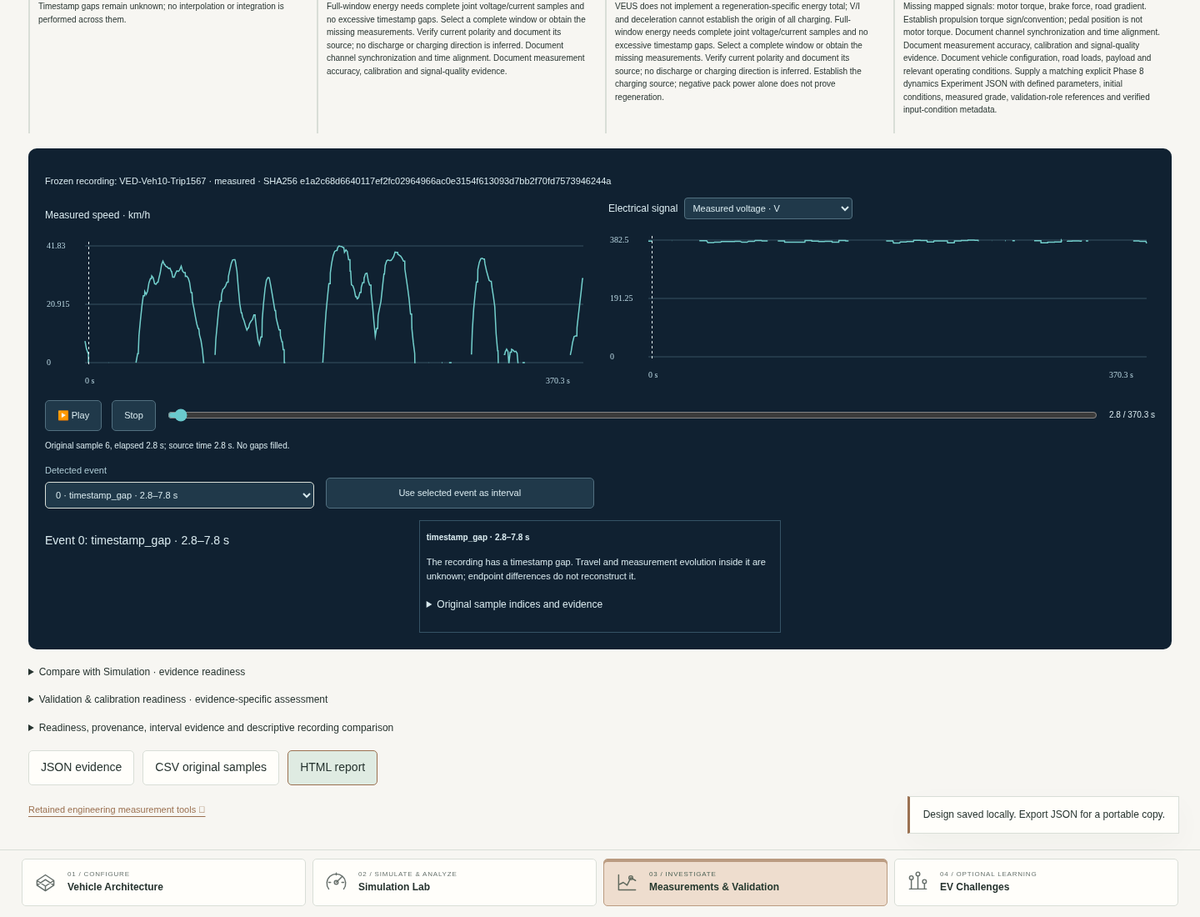 Timestamp gaps remain unknown; no interpolation or integration is
performed across them.
Full-window energy needs complete joint voltage/current samples and
no excessive timestamp gaps. Select a complete window or obtain the
missing measurements. Verify current polarity and document its
source; no discharge or charging direction is inferred. Document
channel synchronization and time alignment. Document measurement
accuracy, calibration and signal-quality evidence.
VEUS does not implement a regeneration-specific energy total; V/I
and deceleration cannot establish the origin of all charging. Full-
window energy needs complete joint voltage/current samples and no
excessive timestamp gaps. Select a complete window or obtain the
missing measurements. Verify current polarity and document its
source; no discharge or charging direction is inferred. Establish the
charging source; negative pack power alone does not prove
regeneration.
Missing mapped signals: motor torque, brake force, road gradient.
Establish propulsion torque sign/convention; pedal position is not
motor torque. Document channel synchronization and time alignment.
Document measurement accuracy, calibration and signal-quality
evidence. Document vehicle configuration, road loads, payload and
relevant operating conditions. Supply a matching explicit Phase 8
dynamics Experiment JSON with defined parameters, initial
conditions, measured grade, validation-role references and verified
input-condition metadata.
Frozen recording: VED-Veh10-Trip1567 · measured · SHA256 e1a2c68d6640117ef2fc02964966ac0e3154f613093d7bb2f70fd7573946244a
Measured speed · km/h
41.83
20.915
0
0 s
370.3 s
Electrical signal
Measured voltage · V
382.5
191.25
0
0 s
370.3 s
▶️ Play
Stop
2.8 / 370.3 s
Original sample 6, elapsed 2.8 s; source time 2.8 s. No gaps filled.
Detected event
0 · timestamp_gap · 2.8–7.8 s
Use selected event as interval
Event 0: timestamp_gap · 2.8–7.8 s
timestamp_gap · 2.8–7.8 s
The recording has a timestamp gap. Travel and measurement evolution inside it are
unknown; endpoint differences do not reconstruct it.
▶ Original sample indices and evidence
▶ Compare with Simulation · evidence readiness
▶ Validation & calibration readiness · evidence-specific assessment
▶ Readiness, provenance, interval evidence and descriptive recording comparison
JSON evidence
CSV original samples
HTML report
Retained engineering measurement tools
Design saved locally. Export JSON for a portable copy.
01 / CONFIGURE
Vehicle Architecture
02 / SIMULATE & ANALYZE
Simulation Lab
03 / INVESTIGATE
Measurements & Validation
04 / OPTIONAL LEARNING
EV Challenges